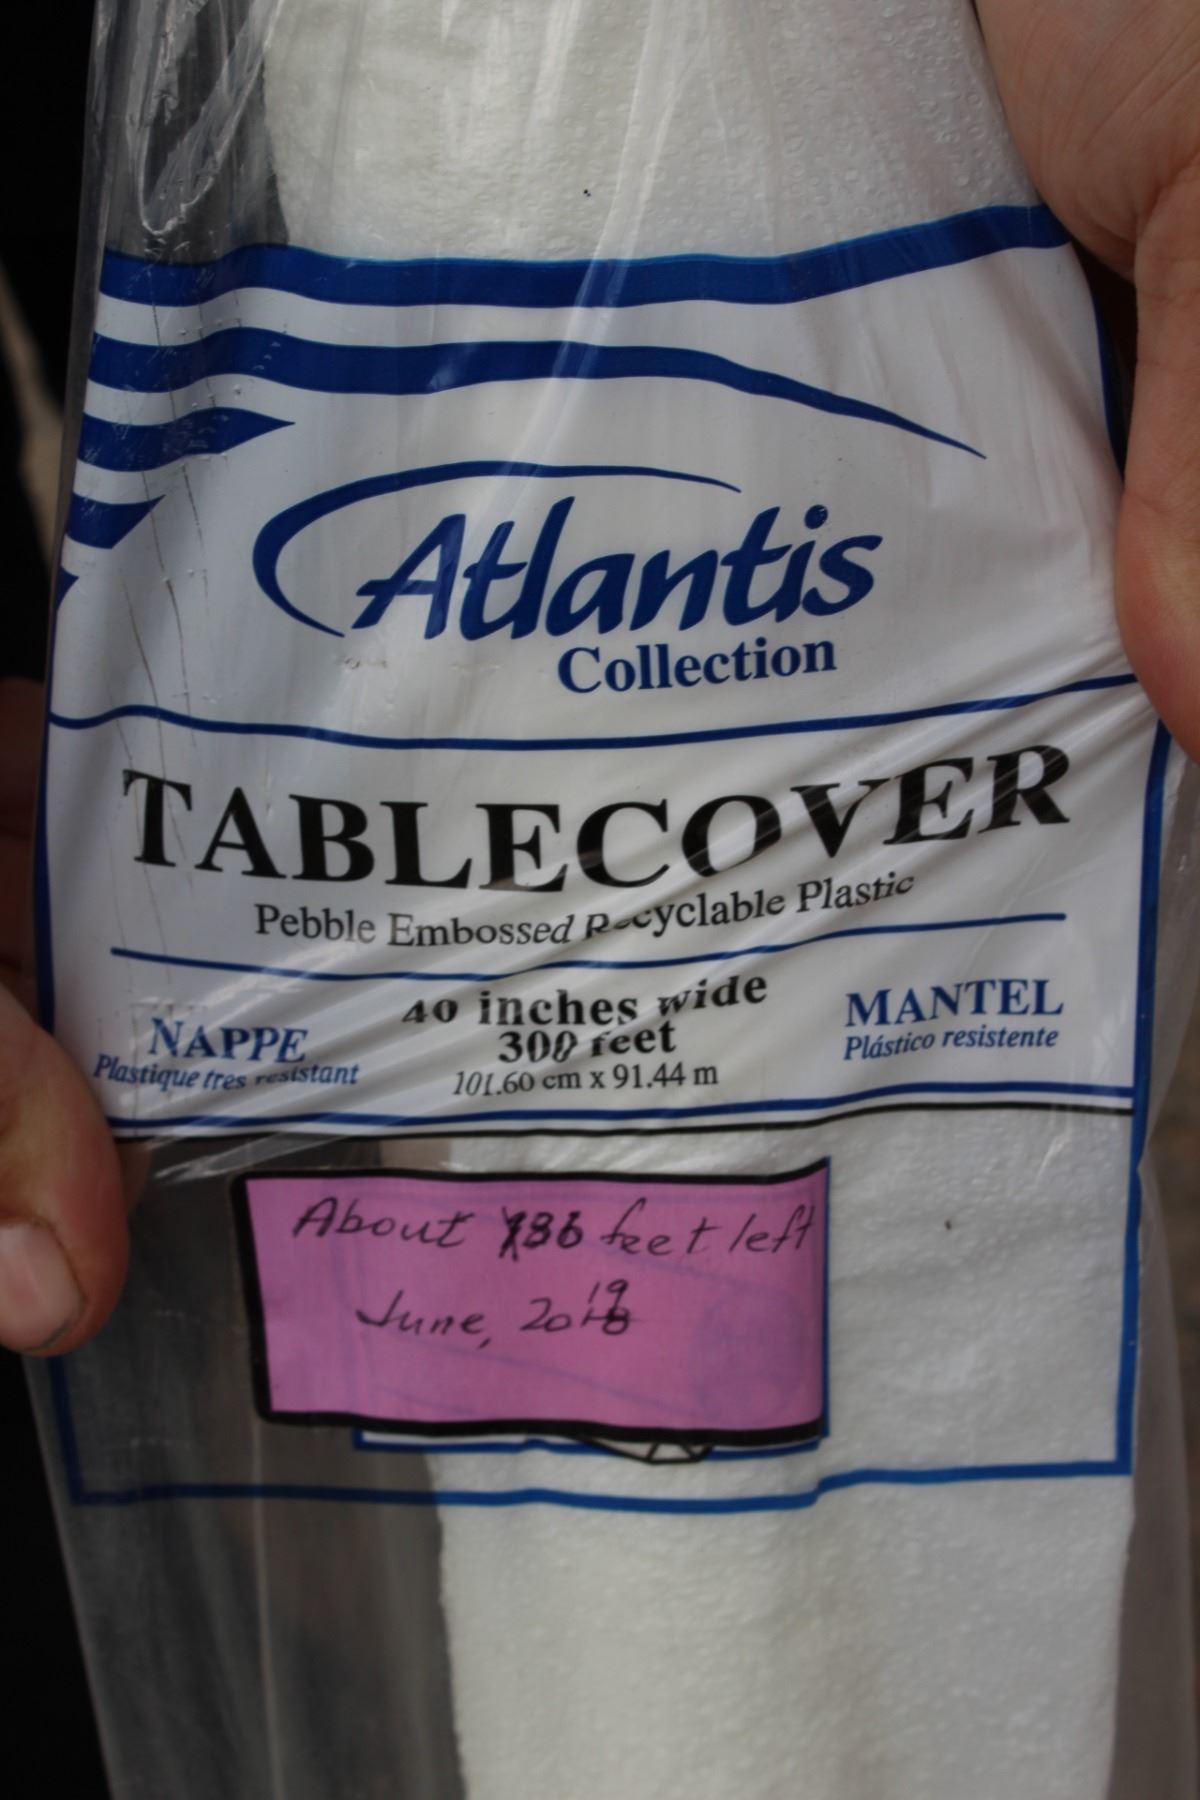 Atlantis
Collection
TABLECOVER
Pebble Embossed Recyclable Plastic
40 inches wide
300 feet
101.60 cm x 91.44 m
NAPPE
Plastique tres resistant
MANTEL
Plástico resistente
About feet left
June, 2019